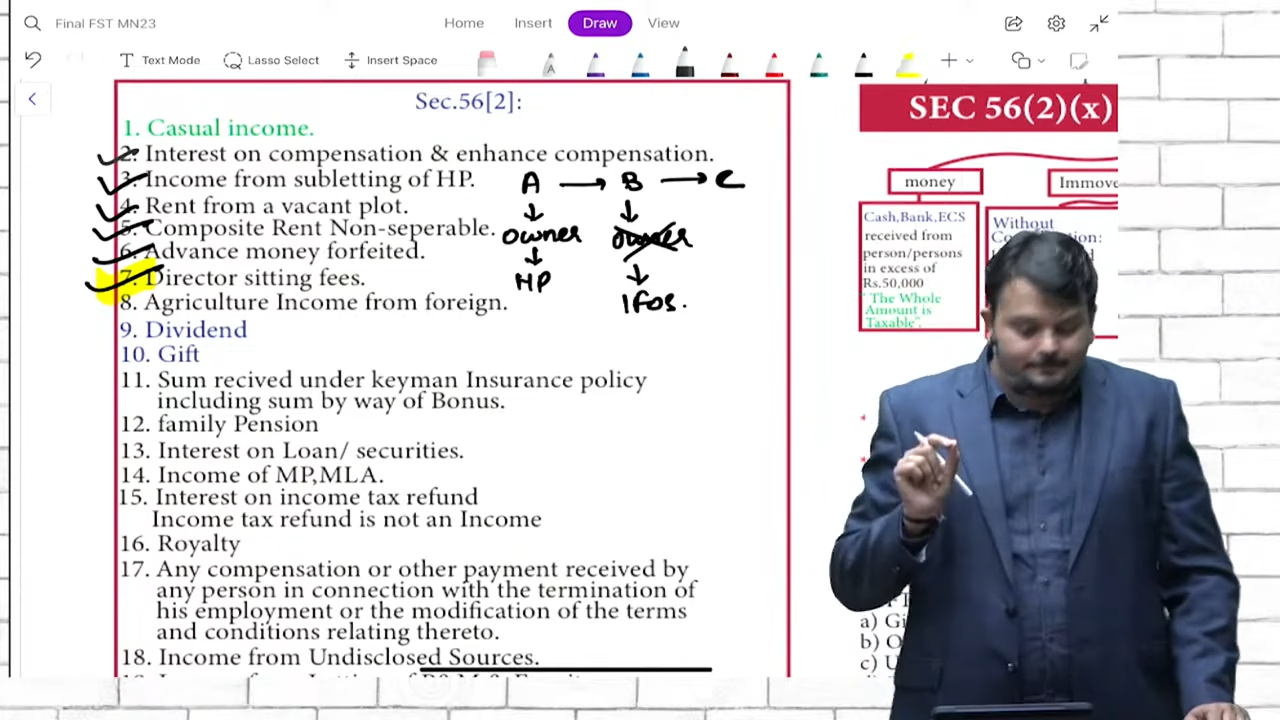 Final FST MN23
Home
Insert
Draw
View
Text Mode
Lasso Select
Insert Space
Sec.56[2]:
1. Casual income.
2. Interest on compensation & enhance compensation.
3. Income from subletting of HP.
4. Rent from a vacant plot.
5. Composite Rent Non-seperable.
6. Advance money forfeited.
7. Director sitting fees.
8. Agriculture Income from foreign.
9. Dividend
10. Gift
11. Sum recived under keyman Insurance policy
including sum by way of Bonus.
12. family Pension
13. Interest on Loan/ securities.
14. Income of MP,MLA.
15. Interest on income tax refund
Income tax refund is not an Income
16. Royalty
17. Any compensation or other payment received by
any person in connection with the termination of
his employment or the modification of the terms
and conditions relating thereto.
18. Income from Undisclosed Sources.
A → B → C
owner owner
HP IFOS.
SEC 56(2)(x)
money
Immove
Cash,Bank,ECS
received from
person/persons
in excess of
Rs.50,000
" The Whole
Amount is
Taxable".
Without
a) Gi
b) O
c) U